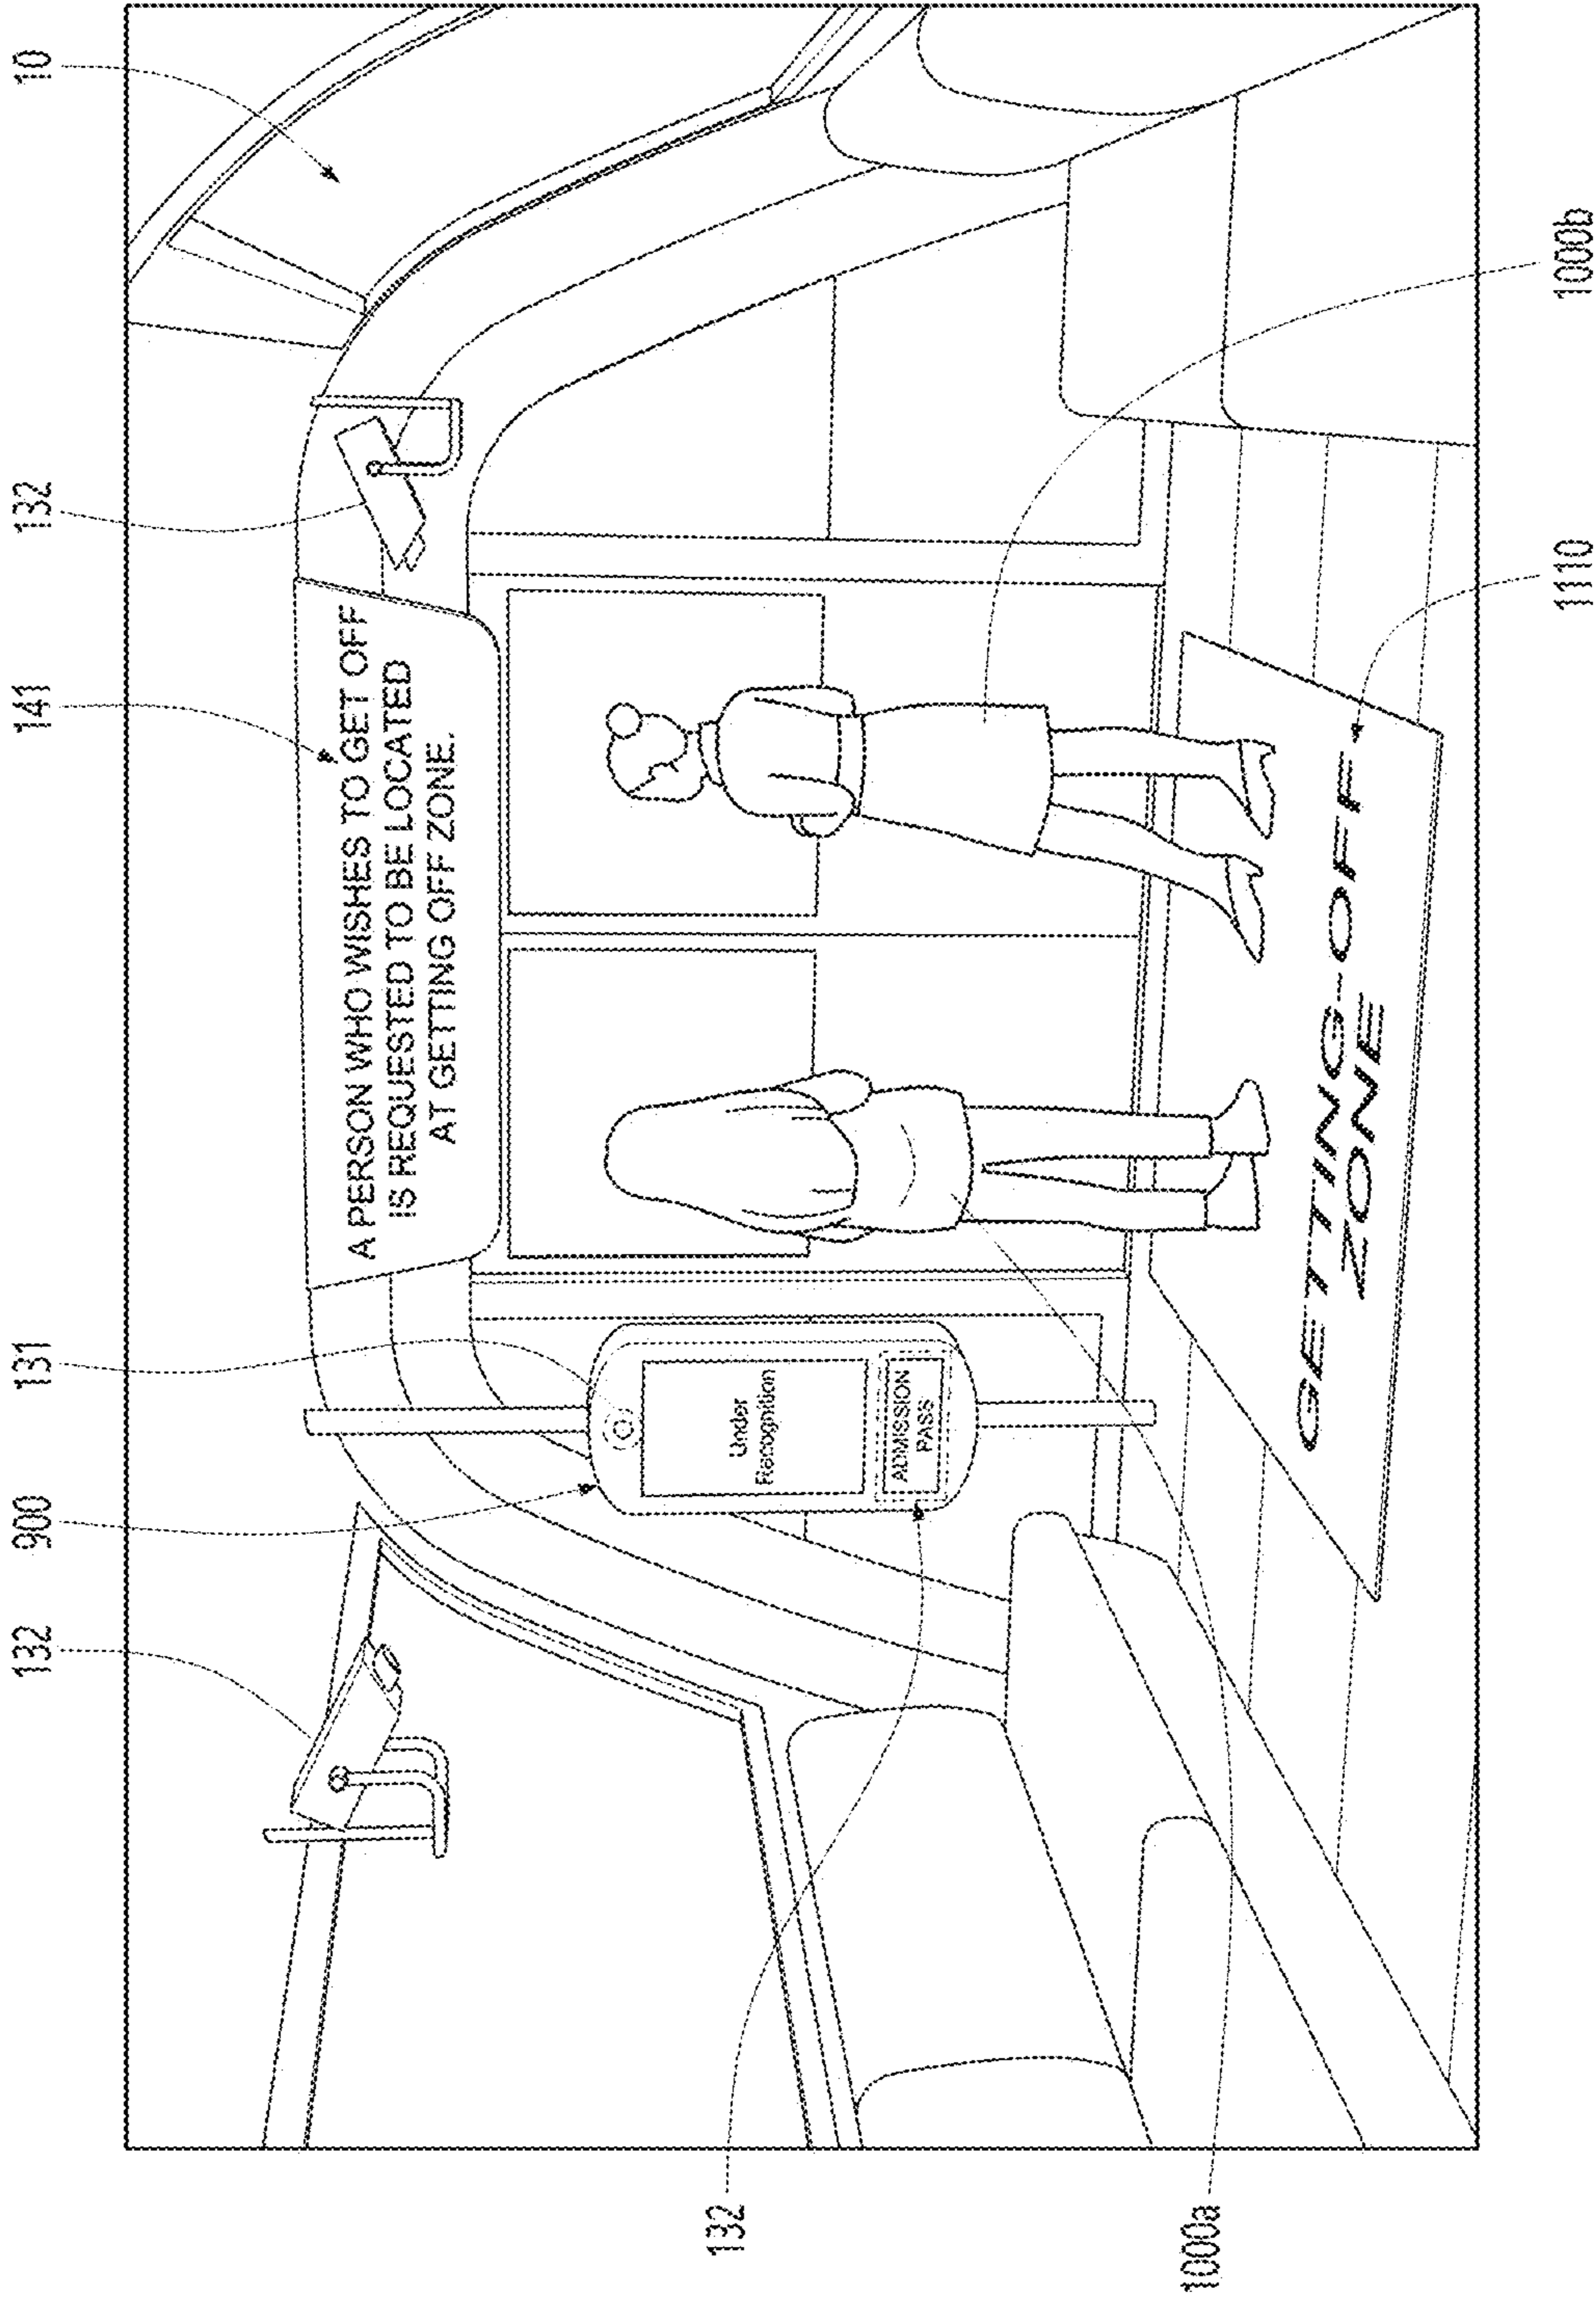 132
900
131
141
132
10
A PERSON WHO WISHES TO GET OFF
IS REQUESTED TO BE LOCATED
AT GETTING OFF ZONE.
Under
Recognition
ADMISSION
PASS
GETTING-OFF
ZONE
132
1000a
1110
1000b